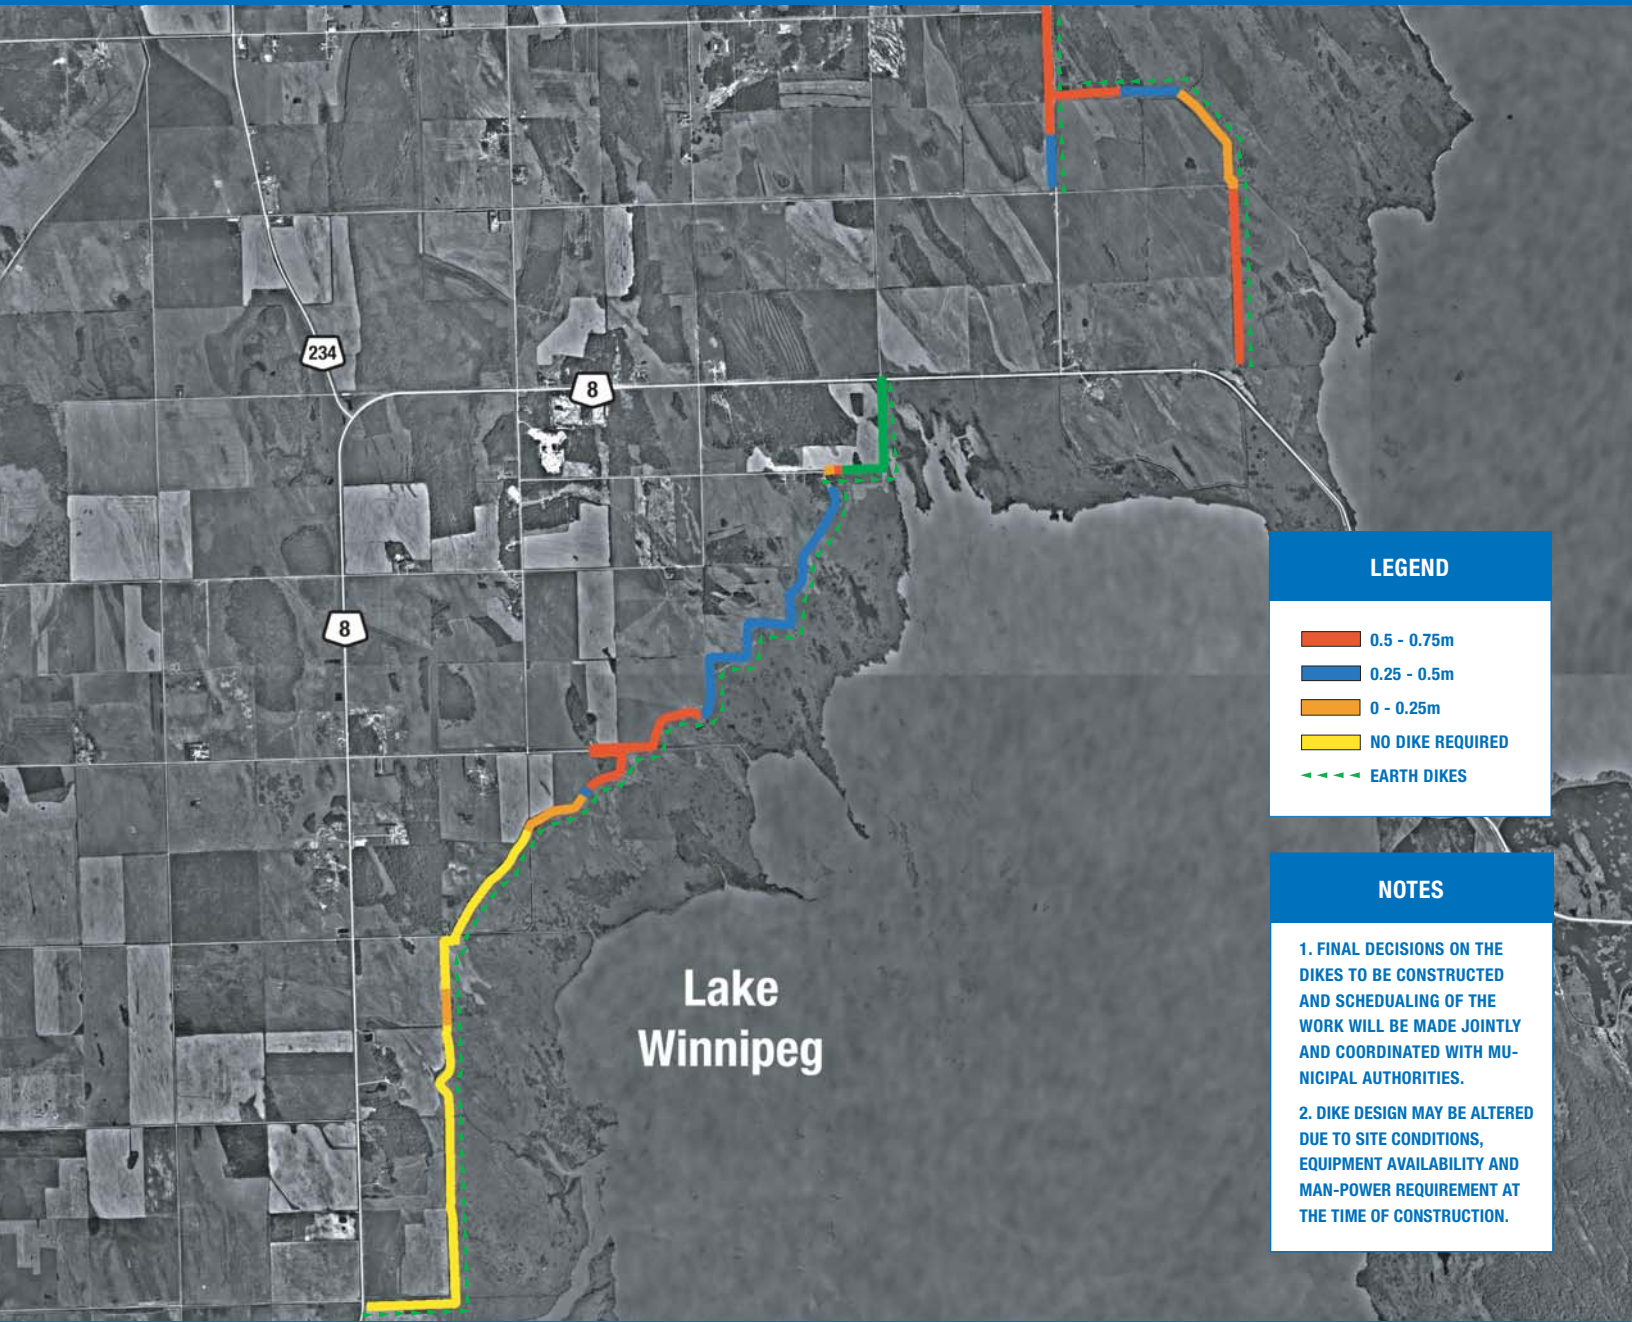 234
8
8
LEGEND
0.5 - 0.75m
0.25 - 0.5m
0 - 0.25m
NO DIKE REQUIRED
EARTH DIKES
Lake
Winnipeg
NOTES
1. FINAL DECISIONS ON THE
DIKES TO BE CONSTRUCTED
AND SCHEDUALING OF THE
WORK WILL BE MADE JOINTLY
AND COORDINATED WITH MU-
NICIPAL AUTHORITIES.
2. DIKE DESIGN MAY BE ALTERED
DUE TO SITE CONDITIONS,
EQUIPMENT AVAILABILITY AND
MAN-POWER REQUIREMENT AT
THE TIME OF CONSTRUCTION.